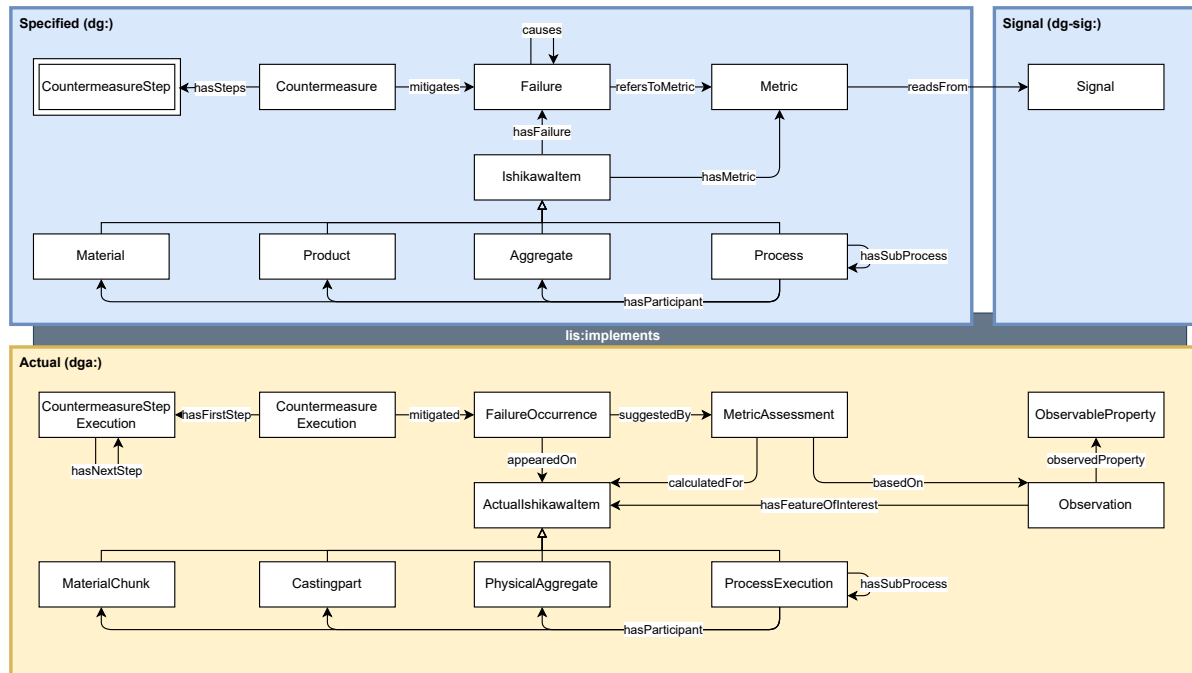 Specified (dg:)
Signal (dg-sig:)
causes
CountermeasureStep
hasSteps
Countermeasure
mitigates
Failure
refersToMetric
Metric
readsFrom
Signal
hasFailure
IshikawaItem
hasMetric
Material
Product
Aggregate
Process
hasSubProcess
hasParticipant
lis:implements
Actual (dga:)
CountermeasureStep
Execution
hasFirstStep
Countermeasure
Execution
mitigated
FailureOccurrence
suggestedBy
MetricAssessment
ObservableProperty
hasNextStep
appearedOn
observedProperty
calculatedFor
basedOn
ActualIshikawaItem
hasFeatureOfInterest
Observation
MaterialChunk
Castingpart
PhysicalAggregate
ProcessExecution
hasSubProcess
hasParticipant